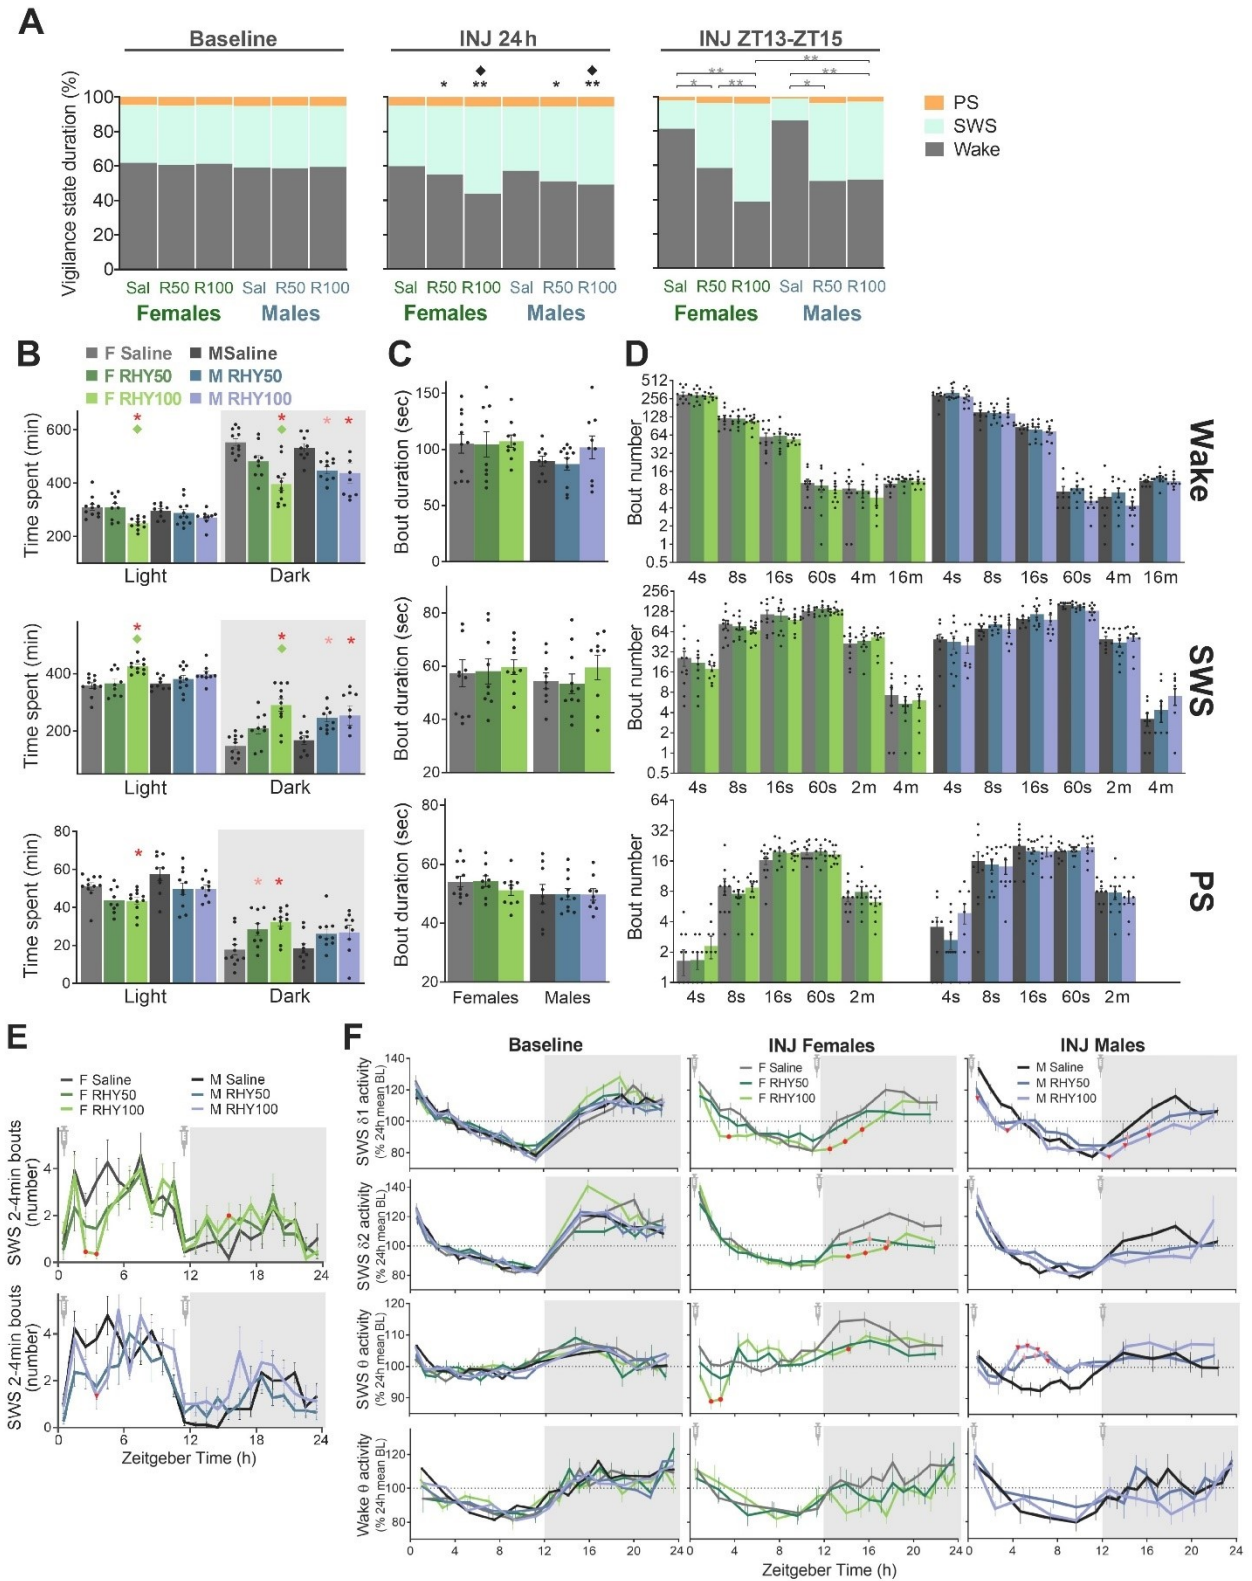 A
Baseline
INJ 24 h
INJ ZT13-ZT15
Vigilance state duration (%)
100
80
60
40
20
0
* ** * **
** * ** ** ** *
PS
SWS
Wake
Sal R50 R100 Sal R50 R100
Females Males
Sal R50 R100 Sal R50 R100
Females Males
Sal R50 R100 Sal R50 R100
Females Males
B
F Saline MSaline
F RHY50 M RHY50
F RHY100 M RHY100
Time spent (min)
600
400
200
Light Dark
Time spent (min)
400
200
Light Dark
Time spent (min)
80
60
40
20
0
Light Dark
C
Bout duration (sec)
150
100
50
0
Bout duration (sec)
80
60
40
20
Bout duration (sec)
80
60
40
20
Females Males
D
Bout number
512
256
128
64
32
16
8
4
2
1
0.5
4s 8s 16s 60s 4m 16m 4s 8s 16s 60s 4m 16m
Wake
Bout number
256
128
64
32
16
8
4
2
1
0.5
4s 8s 16s 60s 2m 4m 4s 8s 16s 60s 2m 4m
SWS
Bout number
64
32
16
8
4
2
1
4s 8s 16s 60s 2m 4s 8s 16s 60s 2m
PS
E
F Saline M Saline
F RHY50 M RHY50
F RHY100 M RHY100
SWS 2-4min bouts
(number)
4
2
0
0 6 12 18 24
SWS 2-4min bouts
(number)
4
2
0
0 6 12 18 24
Zeitgeber Time (h)
F
Baseline
INJ Females
INJ Males
F Saline
F RHY50
F RHY100
M Saline
M RHY50
M RHY100
SWS δ1 activity
(% 24h mean BL)
140
120
100
80
SWS δ2 activity
(% 24h mean BL)
140
120
100
80
SWS θ activity
(% 24h mean BL)
120
110
100
90
Wake θ activity
(% 24h mean BL)
120
100
80
0 4 8 12 16 20 24 0 4 8 12 16 20 24 0 4 8 12 16 20 24
Zeitgeber Time (h)